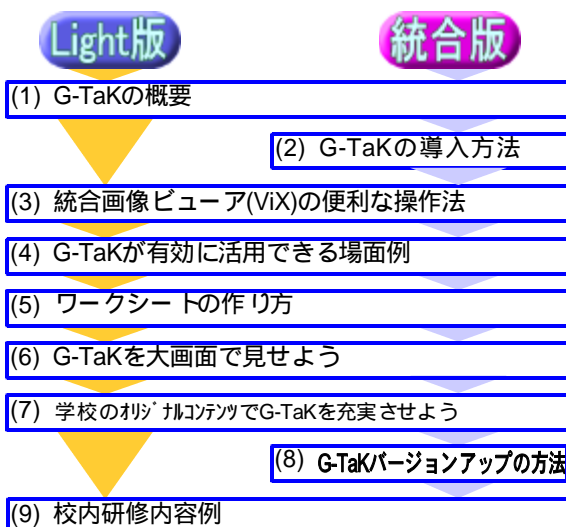 Light版
統合版
(1) G-TaKの概要
(2) G-TaKの導入方法
(3) 統合画像ビューア(ViX)の便利な操作法
(4) G-TaKが有効に活用できる場面例
(5) ワークシートの作り方
(6) G-TaKを大画面で見せよう
(7) 学校のｵﾘｼﾞﾅﾙｺﾝﾃﾝﾂでG-TaKを充実させよう
(8) G-TaKバージョンアップの方法
(9) 校内研修内容例